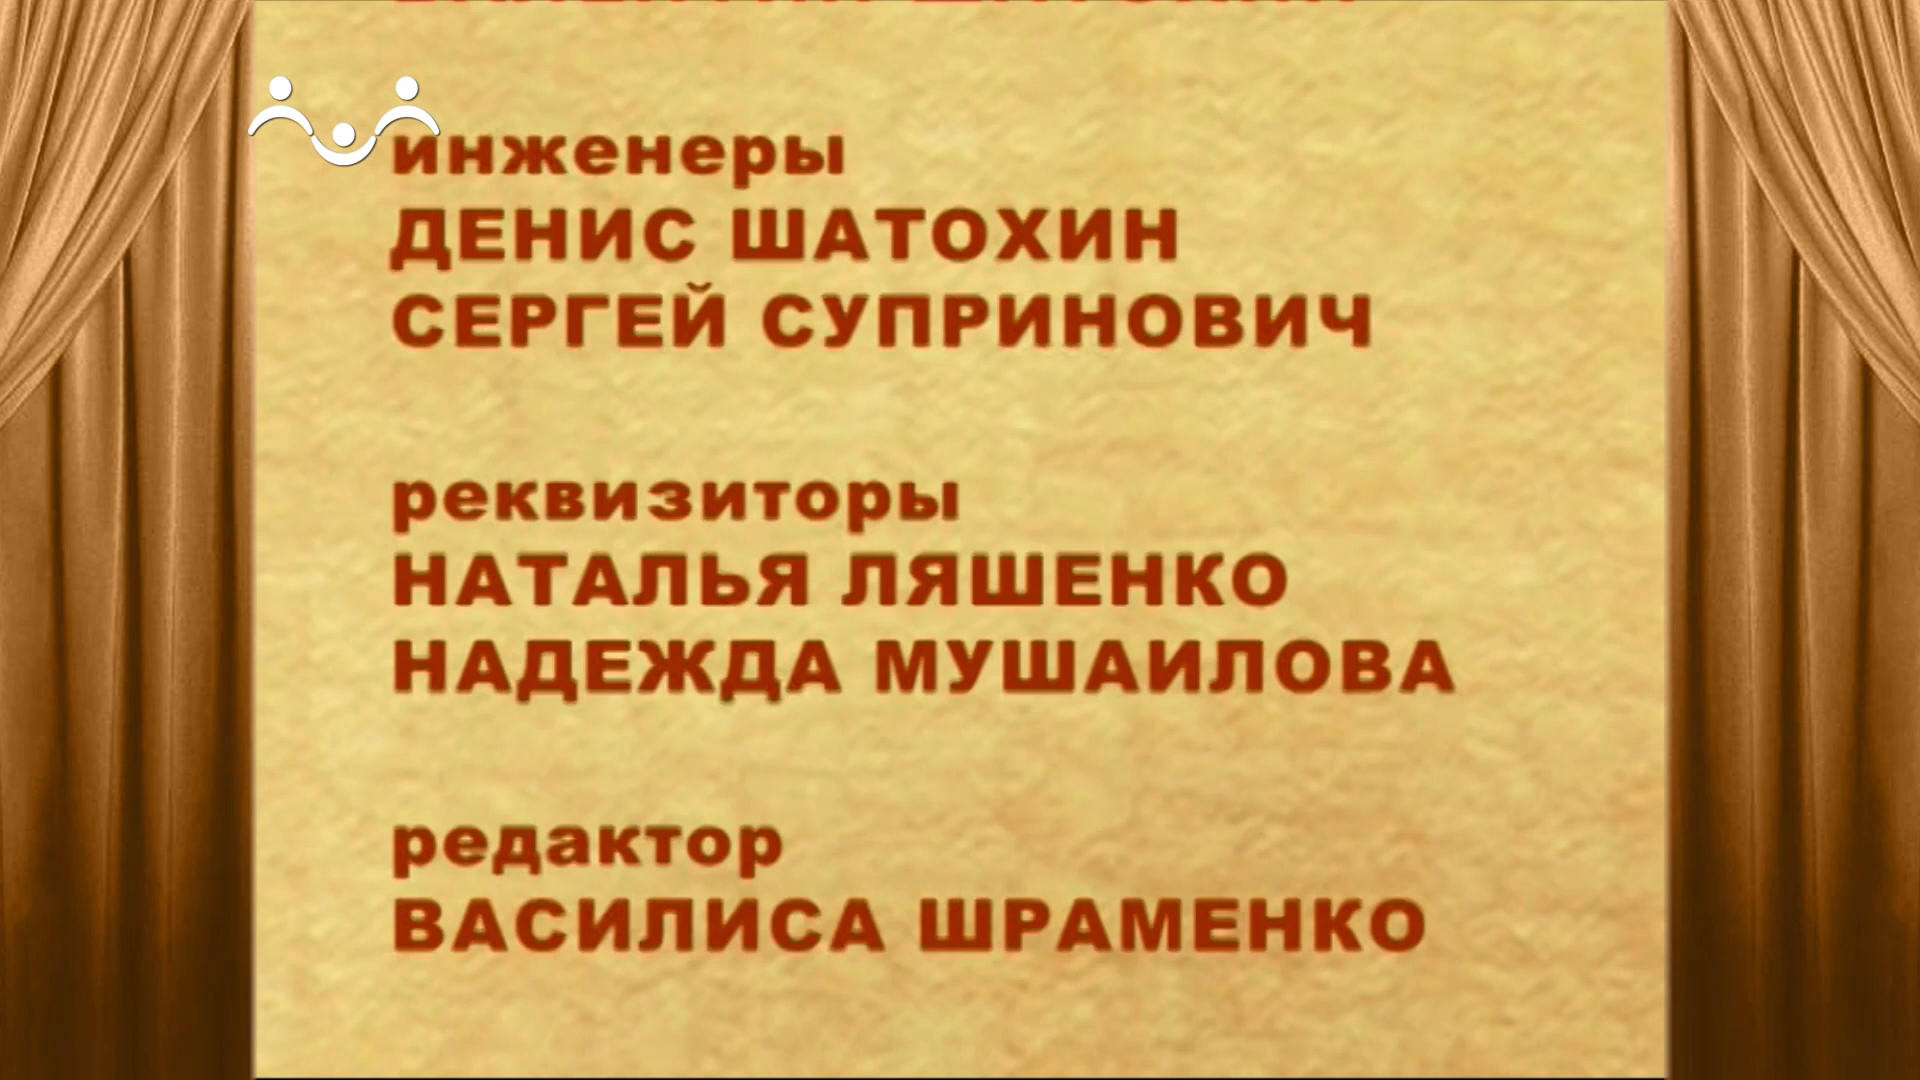 инженеры
ДЕНИС ШАТОХИН
СЕРГЕЙ СУПРИНОВИЧ
реквизиторы
НАТАЛЬЯ ЛЯШЕНКО
НАДЕЖДА МУШАИЛОВА
редактор
ВАСИЛИСА ШРАМЕНКО